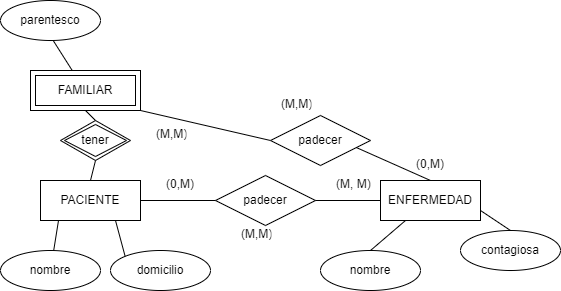 parentesco
FAMILIAR
(M,M)
(M,M)
tener
padecer
(0,M)
(0,M)
(M, M)
PACIENTE
padecer
ENFERMEDAD
(M,M)
contagiosa
nombre
domicilio
nombre